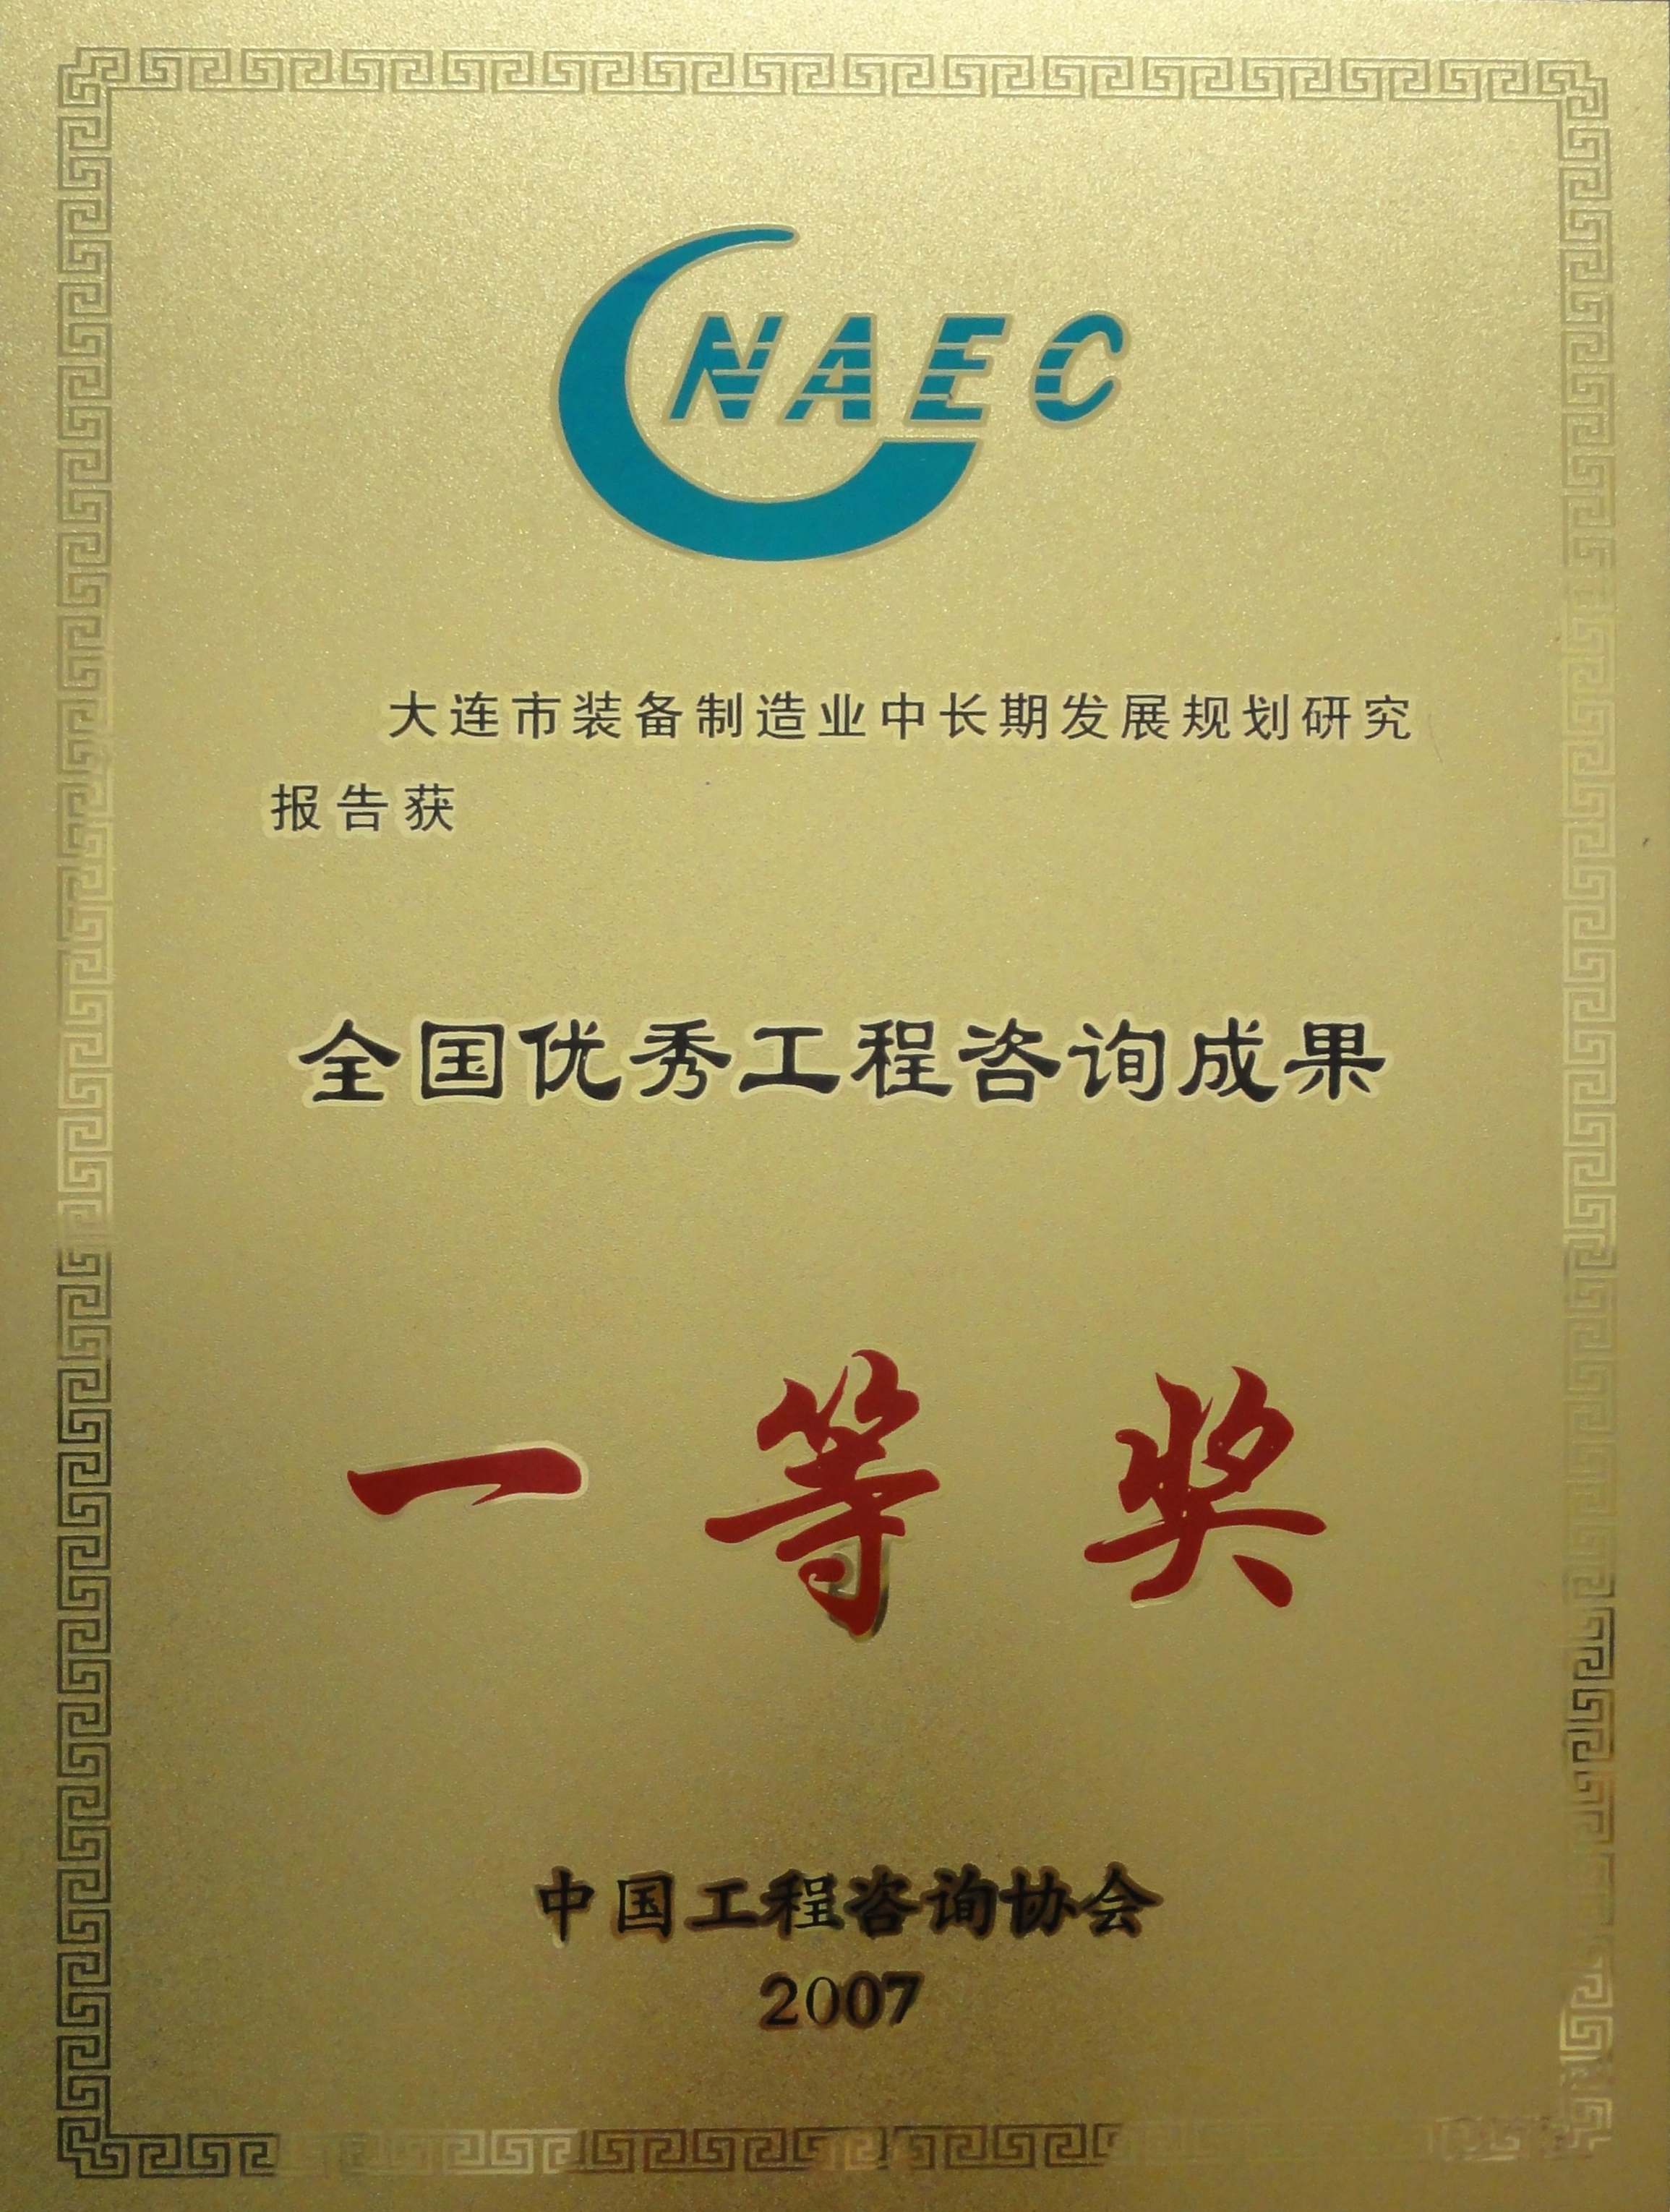 CNAEC
大连市装备制造业中长期发展规划研究
报告获
全国优秀工程咨询成果
一等奖
中国工程咨询协会
2007